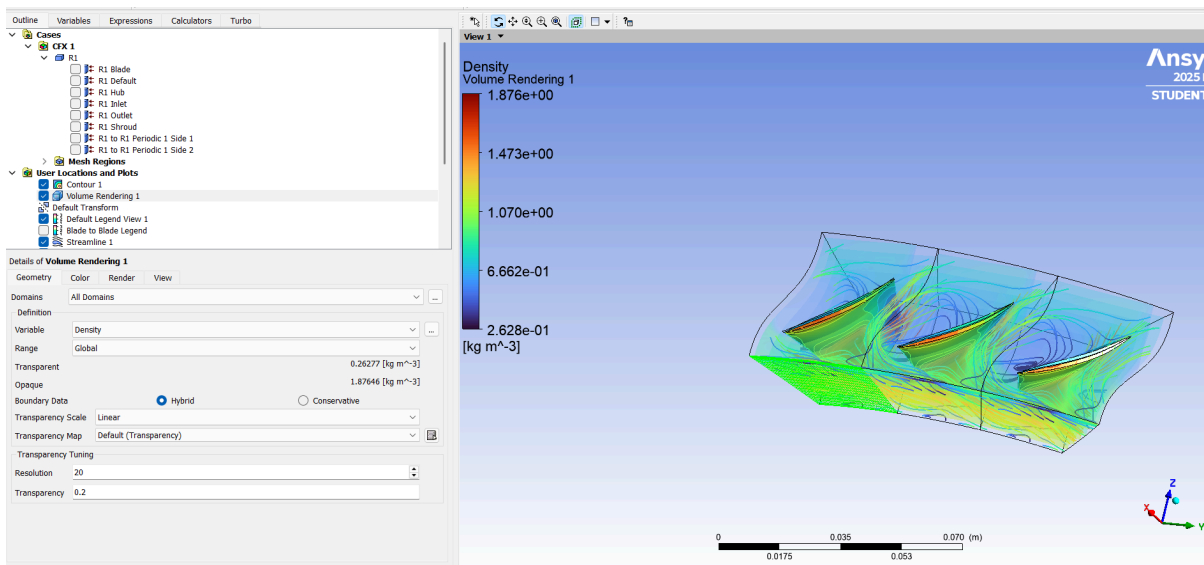 Outline Variables Expressions Calculators Turbo
Cases
CFX 1
R1
R1 Blade
R1 Default
R1 Hub
R1 Inlet
R1 Outlet
R1 Shroud
R1 to R1 Periodic 1 Side 1
R1 to R1 Periodic 1 Side 2
Mesh Regions
User Locations and Plots
Contour 1
Volume Rendering 1
Default Transform
Default Legend View 1
Blade to Blade Legend
Streamline 1
Details of Volume Rendering 1
Geometry Color Render View
Domains All Domains ...
Definition
Variable Density ...
Range Global
Transparent 0.26277 [kg m^-3]
Opaque 1.87646 [kg m^-3]
Boundary Data Hybrid Conservative
Transparency Scale Linear
Transparency Map Default (Transparency)
Transparency Tuning
Resolution 20
Transparency 0.2
View 1
Density
Volume Rendering 1
1.876e+00
1.473e+00
1.070e+00
6.662e-01
2.628e-01
[kg m^-3]
Ansy
2025
STUDENT
Z
X
Y
0 0.035 0.070 (m)
0.0175 0.053